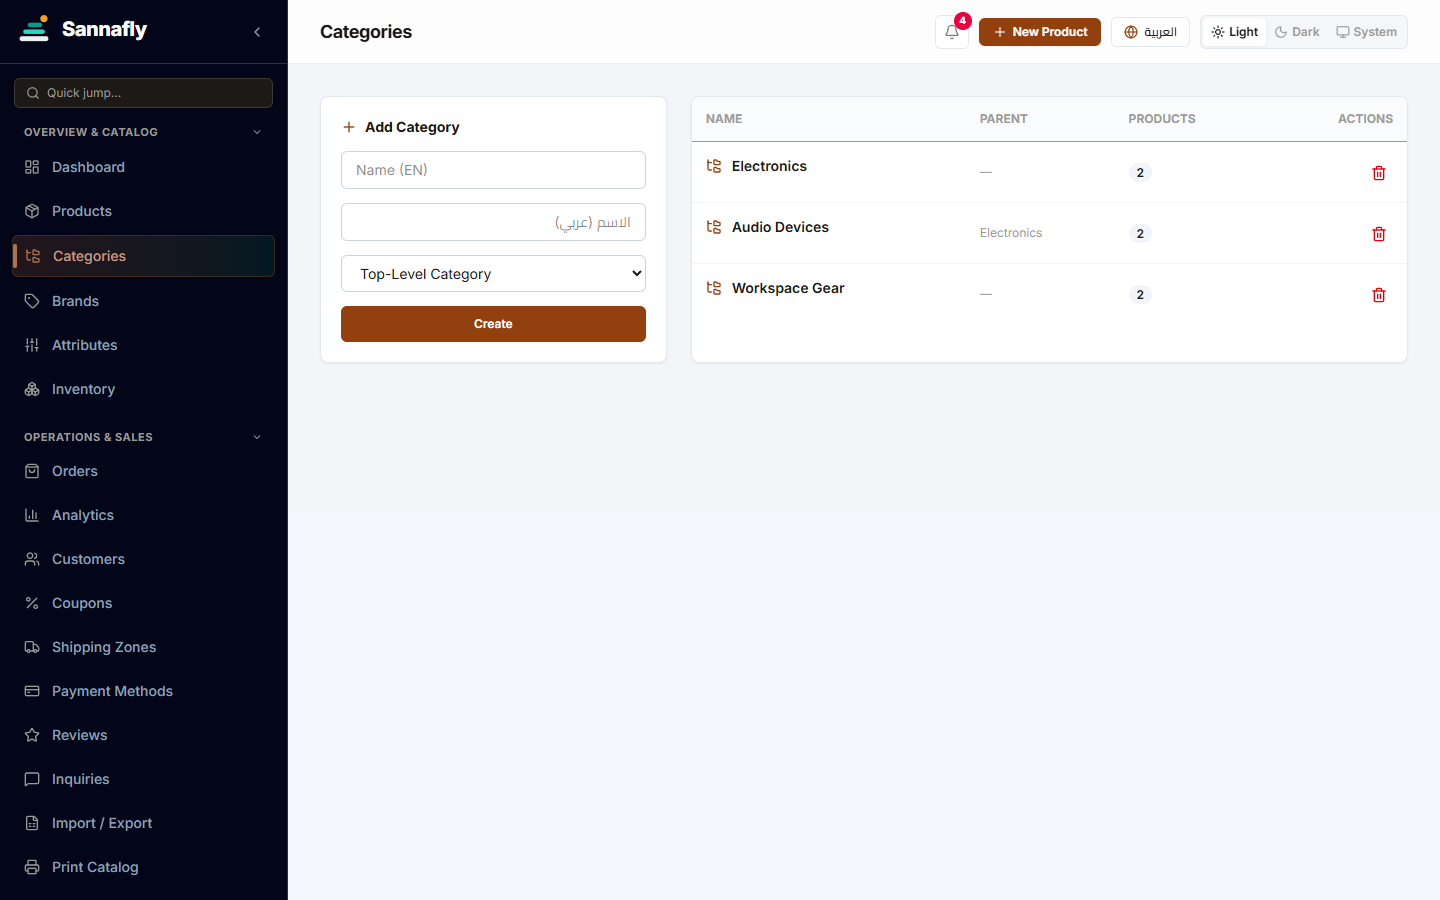 Sannafly
Quick jump...
OVERVIEW & CATALOG
Dashboard
Products
Categories
Brands
Attributes
Inventory
OPERATIONS & SALES
Orders
Analytics
Customers
Coupons
Shipping Zones
Payment Methods
Reviews
Inquiries
Import / Export
Print Catalog
Categories
4
New Product
العربية
Light
Dark
System
Add Category
Name (EN)
الاسم (عربي)
Top-Level Category
Create
NAME PARENT PRODUCTS ACTIONS
Electronics — 2
Audio Devices Electronics 2
Workspace Gear — 2